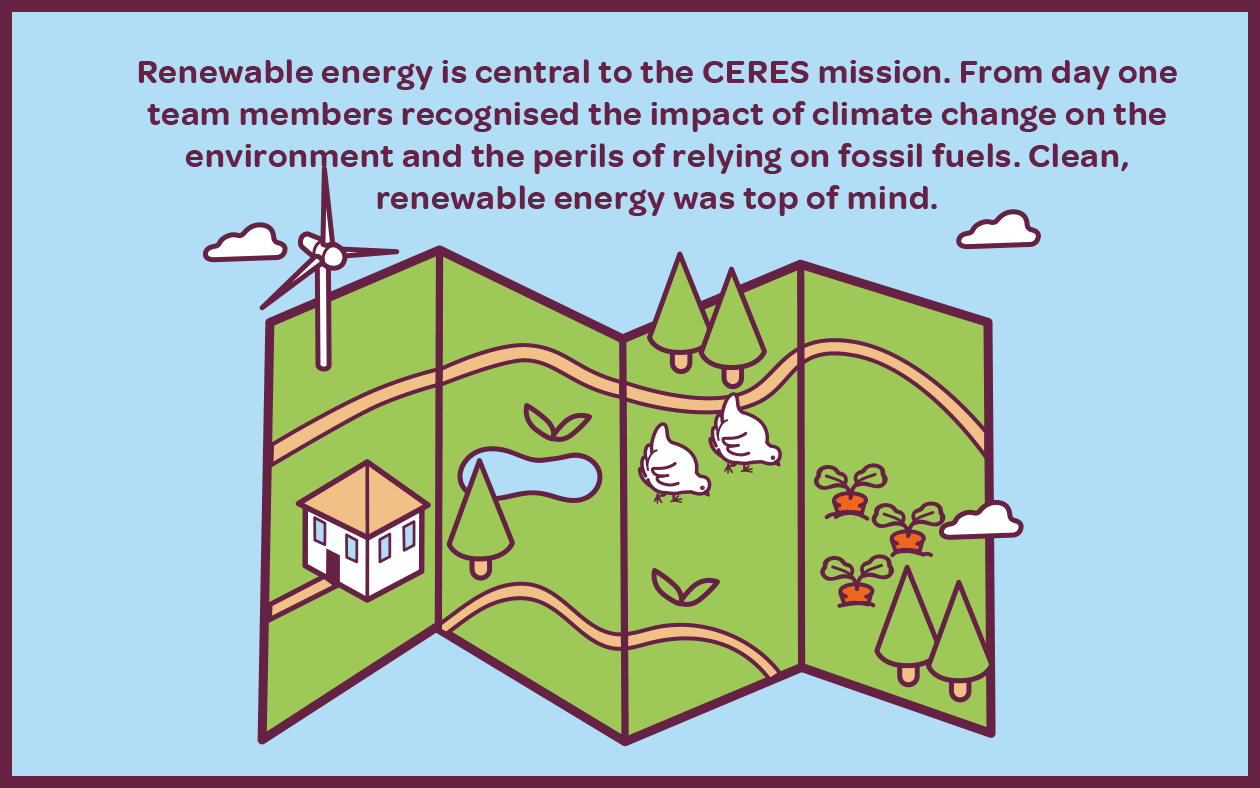 Renewable energy is central to the CERES mission. From day one
team members recognised the impact of climate change on the
environment and the perils of relying on fossil fuels. Clean,
renewable energy was top of mind.